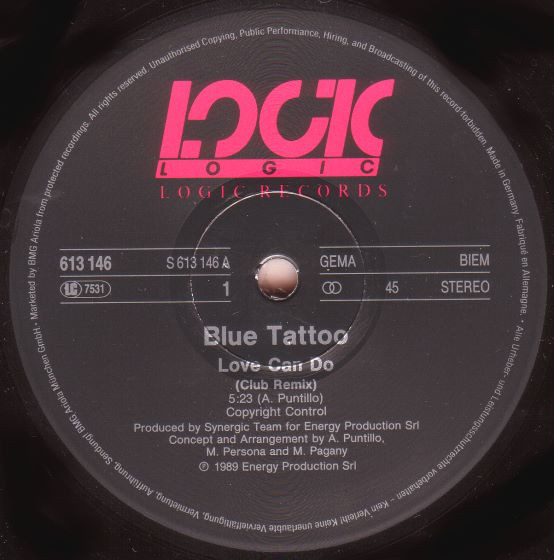 All rights reserved. Unauthorised Copying, Public Performance, Hiring, and Broadcasting of this record forbidden. Made in Germany. Fabriqué en Allemagne. • Alle Urheber- und Leistungsschutzrechte vorbehalten – Kein Verleih! Keine unerlaubte Vervielfältigung, Vermietung, Aufführung, Sendung! BMG Ariola München GmbH • Marketed by BMG Ariola from protected recordings.
LOGIC
LOGIC
LOGIC RECORDS
613 146 S 613 146 A GEMA BIEM
LC 7531 1 45 STEREO
Blue Tattoo
Love Can Do
(Club Remix)
5:23 (A. Puntillo)
Copyright Control
Produced by Synergic Team for Energy Production Srl
Concept and Arrangement by A. Puntillo,
M. Persona and M. Pagany
℗ 1989 Energy Production Srl